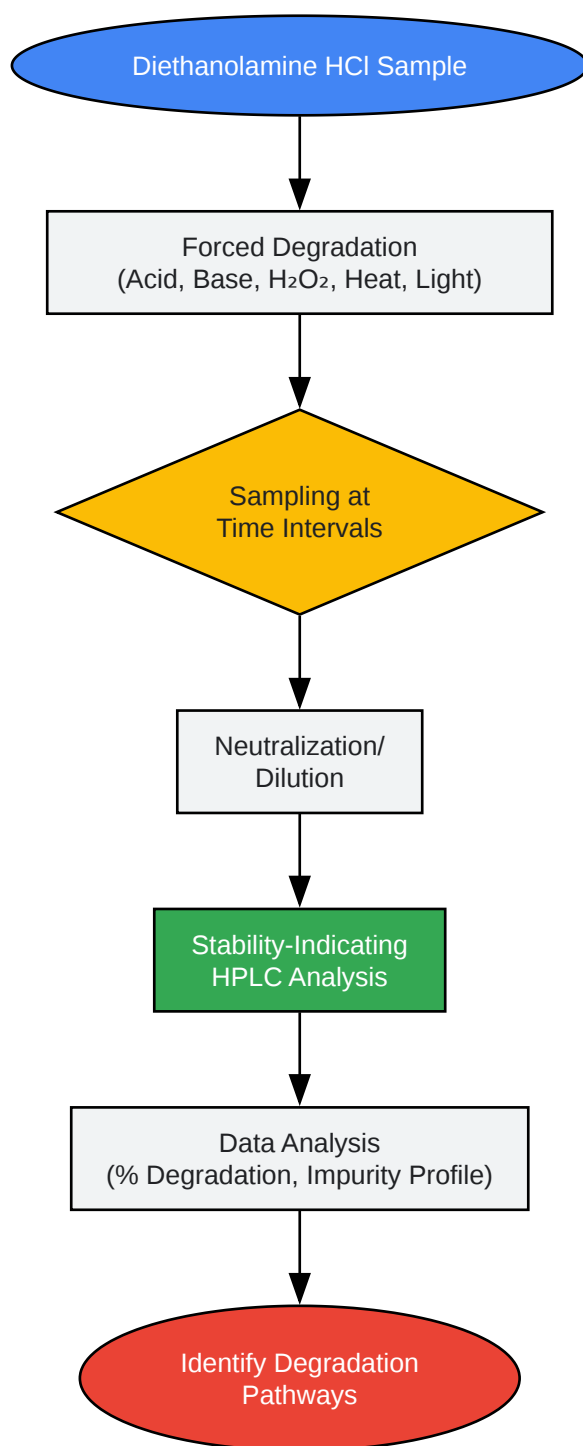 Diethanolamine HCl Sample
Forced Degradation
(Acid, Base, H₂O₂, Heat, Light)
Sampling at
Time Intervals
Neutralization/
Dilution
Stability-Indicating
HPLC Analysis
Data Analysis
(% Degradation, Impurity Profile)
Identify Degradation
Pathways